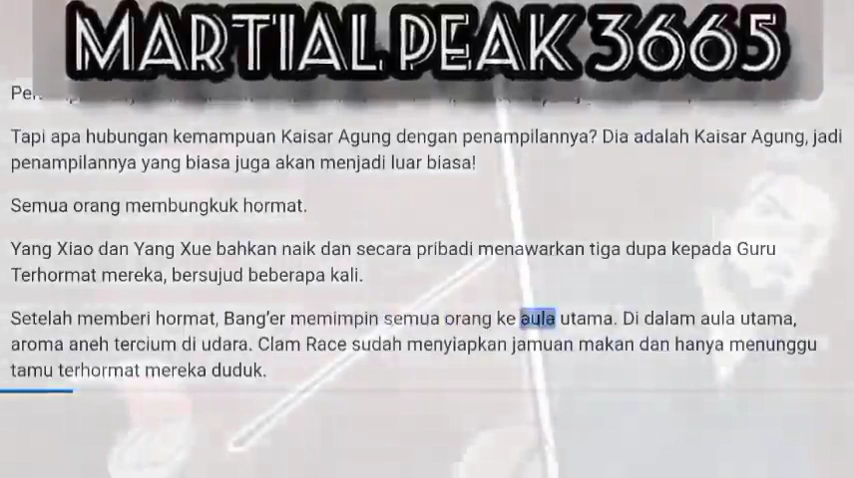 MARTIAL PEAK 3665
Tapi apa hubungan kemampuan Kaisar Agung dengan penampilannya? Dia adalah Kaisar Agung, jadi
penampilannya yang biasa juga akan menjadi luar biasa!
Semua orang membungkuk hormat.
Yang Xiao dan Yang Xue bahkan naik dan secara pribadi menawarkan tiga dupa kepada Guru
Terhormat mereka, bersujud beberapa kali.
Setelah memberi hormat, Bang’er memimpin semua orang ke aula utama. Di dalam aula utama,
aroma aneh tercium di udara. Clam Race sudah menyiapkan jamuan makan dan hanya menunggu
tamu terhormat mereka duduk.